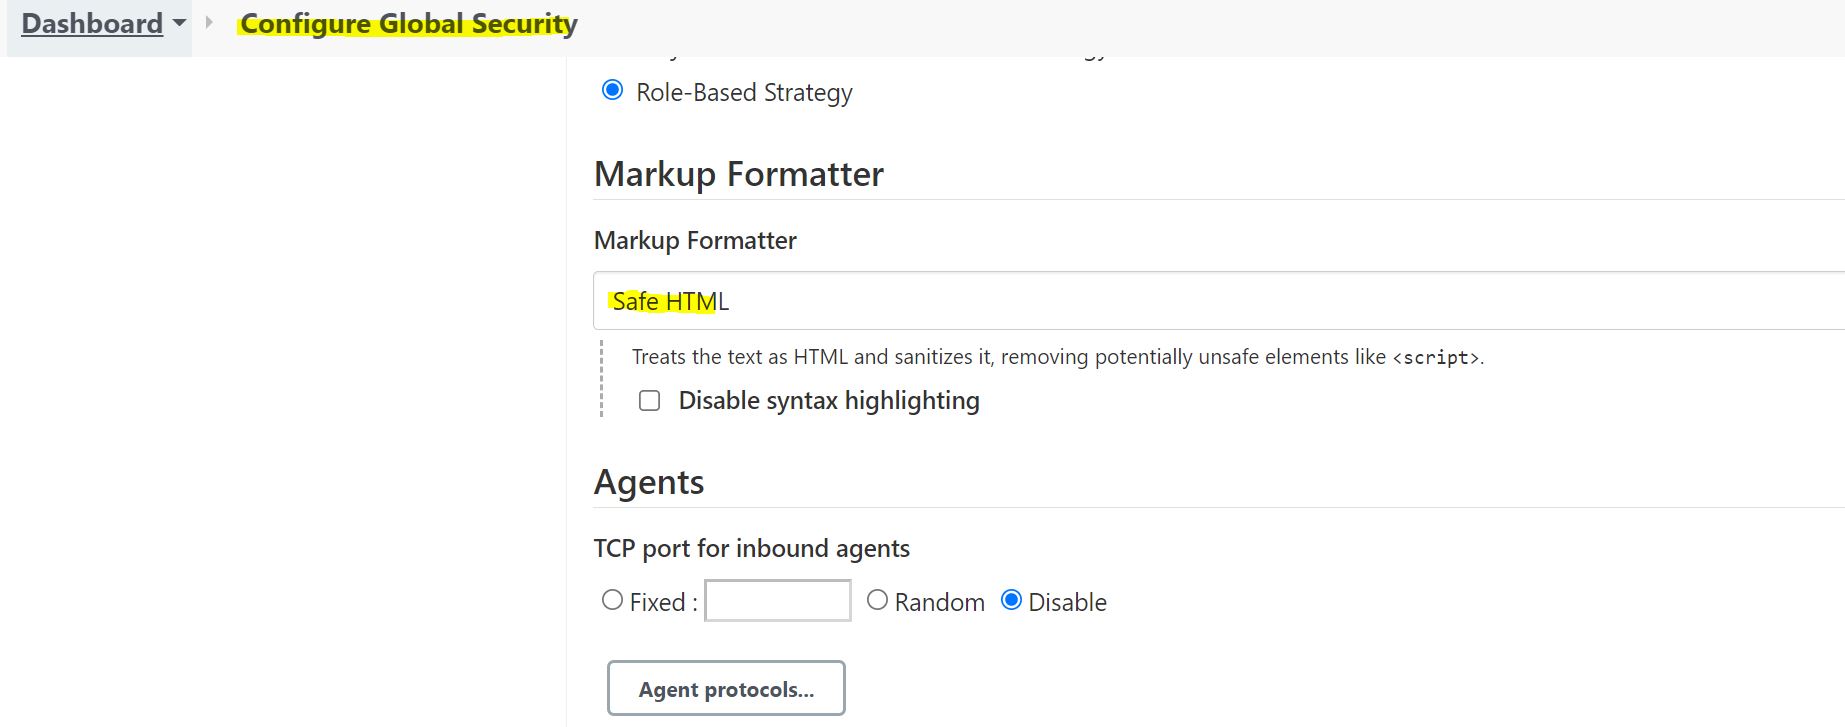 Dashboard Configure Global Security
Role-Based Strategy
Markup Formatter
Markup Formatter
Safe HTML
Treats the text as HTML and sanitizes it, removing potentially unsafe elements like <script>.
Disable syntax highlighting
Agents
TCP port for inbound agents
Fixed : Random Disable
Agent protocols...